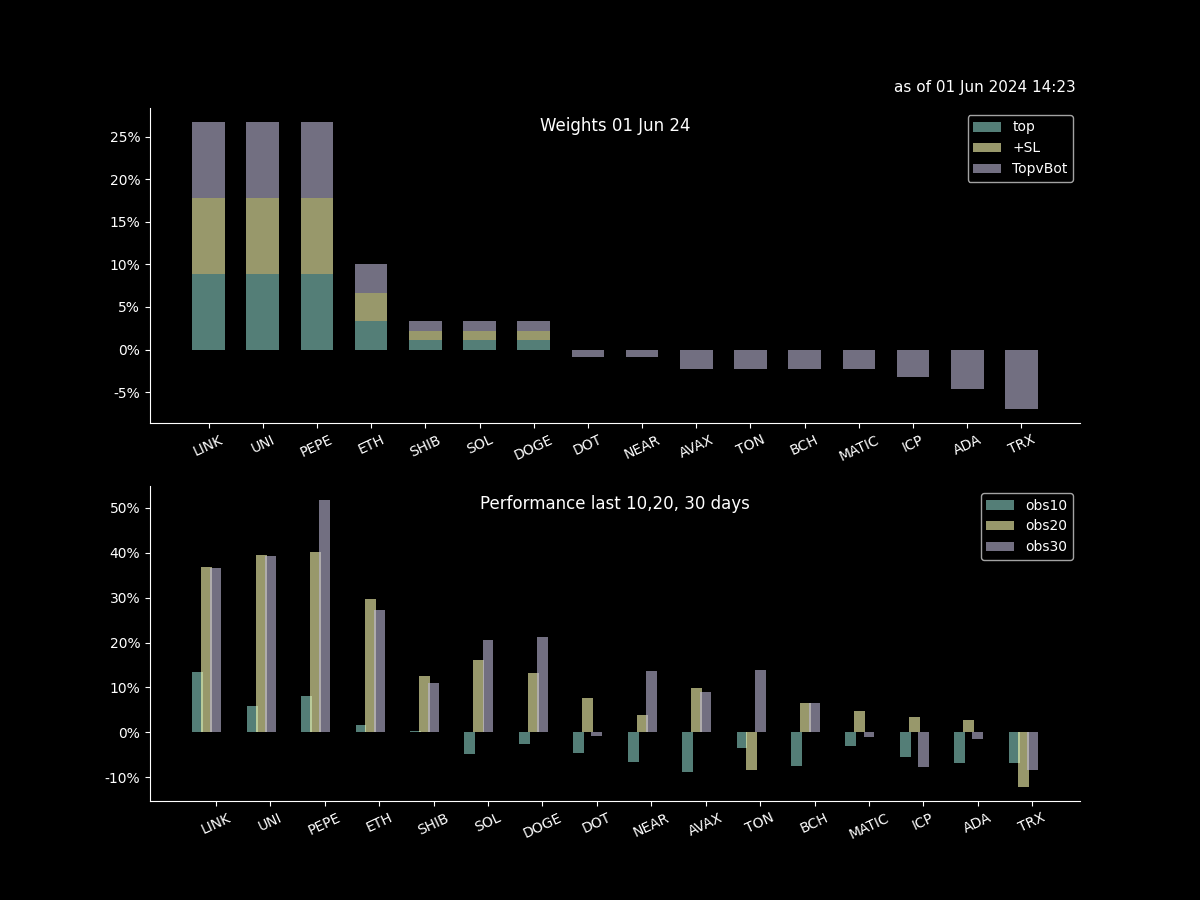 as of 01 Jun 2024 14:23
Weights 01 Jun 24
top
+SL
TopvBot
25%
20%
15%
10%
5%
0%
-5%
LINK UNI PEPE ETH SHIB SOL DOGE DOT NEAR AVAX TON BCH MATIC ICP ADA TRX
Performance last 10,20, 30 days
obs10
obs20
obs30
50%
40%
30%
20%
10%
0%
-10%
LINK UNI PEPE ETH SHIB SOL DOGE DOT NEAR AVAX TON BCH MATIC ICP ADA TRX